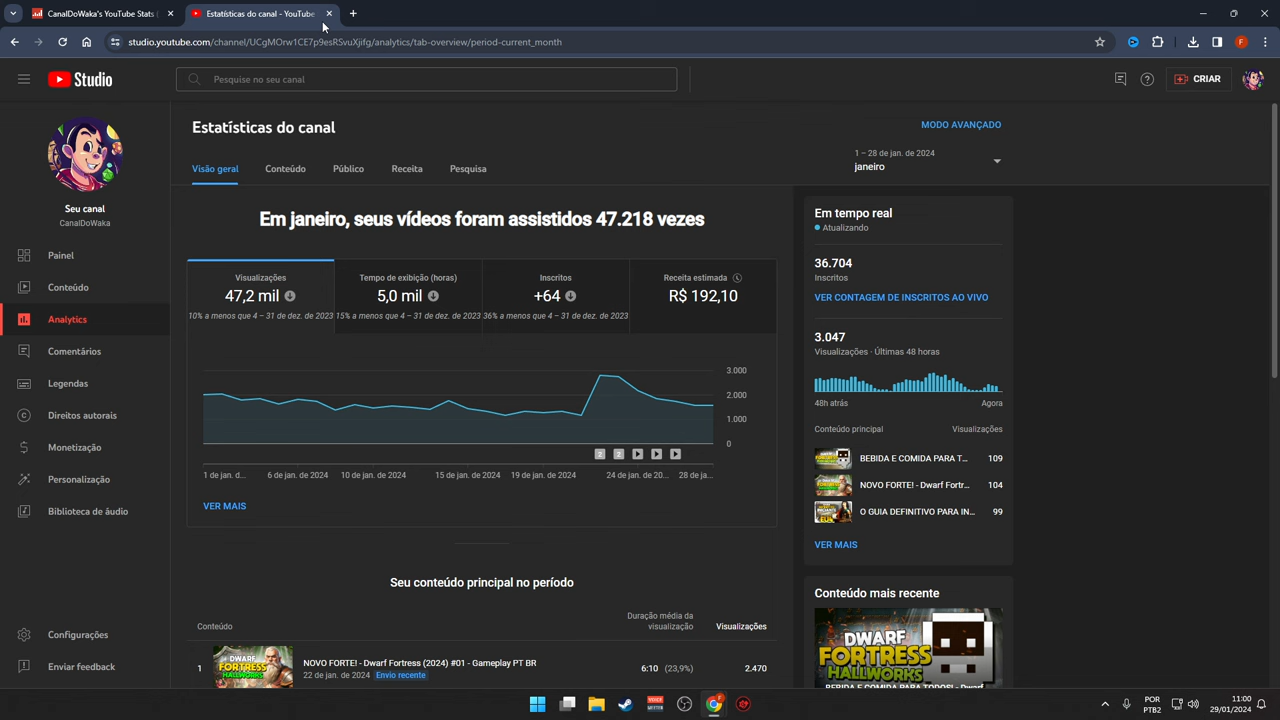 CanalDoWaka's YouTube Stats (
Estatísticas do canal - YouTube
studio.youtube.com/channel/UCgMOrw1CE7p9esRSvuXjifg/analytics/tab-overview/period-current_month
F
Studio
Pesquise no seu canal
CRIAR
Seu canal
CanalDoWaka
Painel
Conteúdo
Analytics
Comentários
Legendas
Direitos autorais
Monetização
Personalização
Biblioteca de áudio
Configurações
Enviar feedback
Estatísticas do canal
MODO AVANÇADO
Visão geral
Conteúdo
Público
Receita
Pesquisa
1 – 28 de jan. de 2024
janeiro
Em janeiro, seus vídeos foram assistidos 47.218 vezes
Visualizações
47,2 mil
10% a menos que 4 – 31 de dez. de 2023
Tempo de exibição (horas)
5,0 mil
15% a menos que 4 – 31 de dez. de 2023
Inscritos
+64
36% a menos que 4 – 31 de dez. de 2023
Receita estimada
R$ 192,10
3.000
2.000
1.000
0
2
2
1 de jan. d...
6 de jan. de 2024
10 de jan. de 2024
15 de jan. de 2024
19 de jan. de 2024
24 de jan. de 20...
28 de ja...
VER MAIS
Seu conteúdo principal no período
Conteúdo
Duração média da
visualização
Visualizações
1
DWARF
FORTRESS
HALLWORKS
NOVO FORTE! - Dwarf Fortress (2024) #01 - Gameplay PT BR
22 de jan. de 2024
Envio recente
6:10 (23,9%)
2.470
Em tempo real
Atualizando
36.704
Inscritos
VER CONTAGEM DE INSCRITOS AO VIVO
3.047
Visualizações · Últimas 48 horas
48h atrás
Agora
Conteúdo principal
Visualizações
BEBIDA E COMIDA PARA T...
109
NOVO FORTE! - Dwarf Fortr...
104
O GUIA DEFINITIVO PARA IN...
99
VER MAIS
Conteúdo mais recente
DWARF
FORTRESS
HALLWORKS
BEBIDA E COMIDA PARA TODOS! - Dwarf
POR
PTB2
11:00
29/01/2024